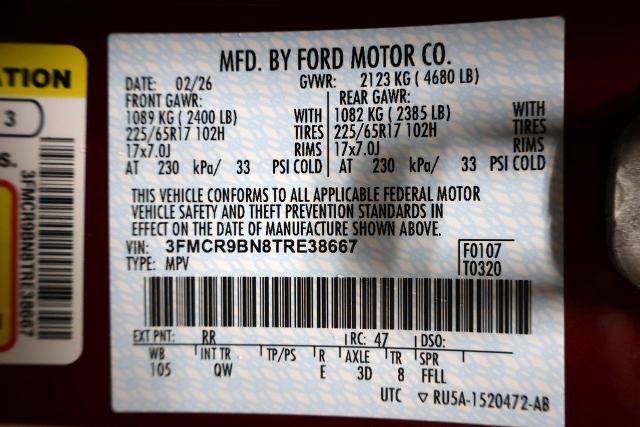 TION
3
S.
3FMCR9BN8TRE38667
MFD. BY FORD MOTOR CO.
DATE: 02/26 GVWR: 2123 KG (4680 LB)
FRONT GAWR: REAR GAWR:
1089 KG (2400 LB) WITH 1082 KG (2385 LB) WITH
225/65R17 102H TIRES 225/65R17 102H TIRES
17x7.0J RIMS 17x7.0J RIMS
AT 230 kPa/ 33 PSI COLD AT 230 kPa/ 33 PSI COLD
THIS VEHICLE CONFORMS TO ALL APPLICABLE FEDERAL MOTOR
VEHICLE SAFETY AND THEFT PREVENTION STANDARDS IN
EFFECT ON THE DATE OF MANUFACTURE SHOWN ABOVE.
VIN: 3FMCR9BN8TRE38667 F0107
TYPE: MPV T0320
EXT PNT: RR RC: 47 DSO:
WB INT TR TP/PS R AXLE TR SPR
105 QW E 3D 8 FFLL
UTC ▽ RU5A-1520472-AB